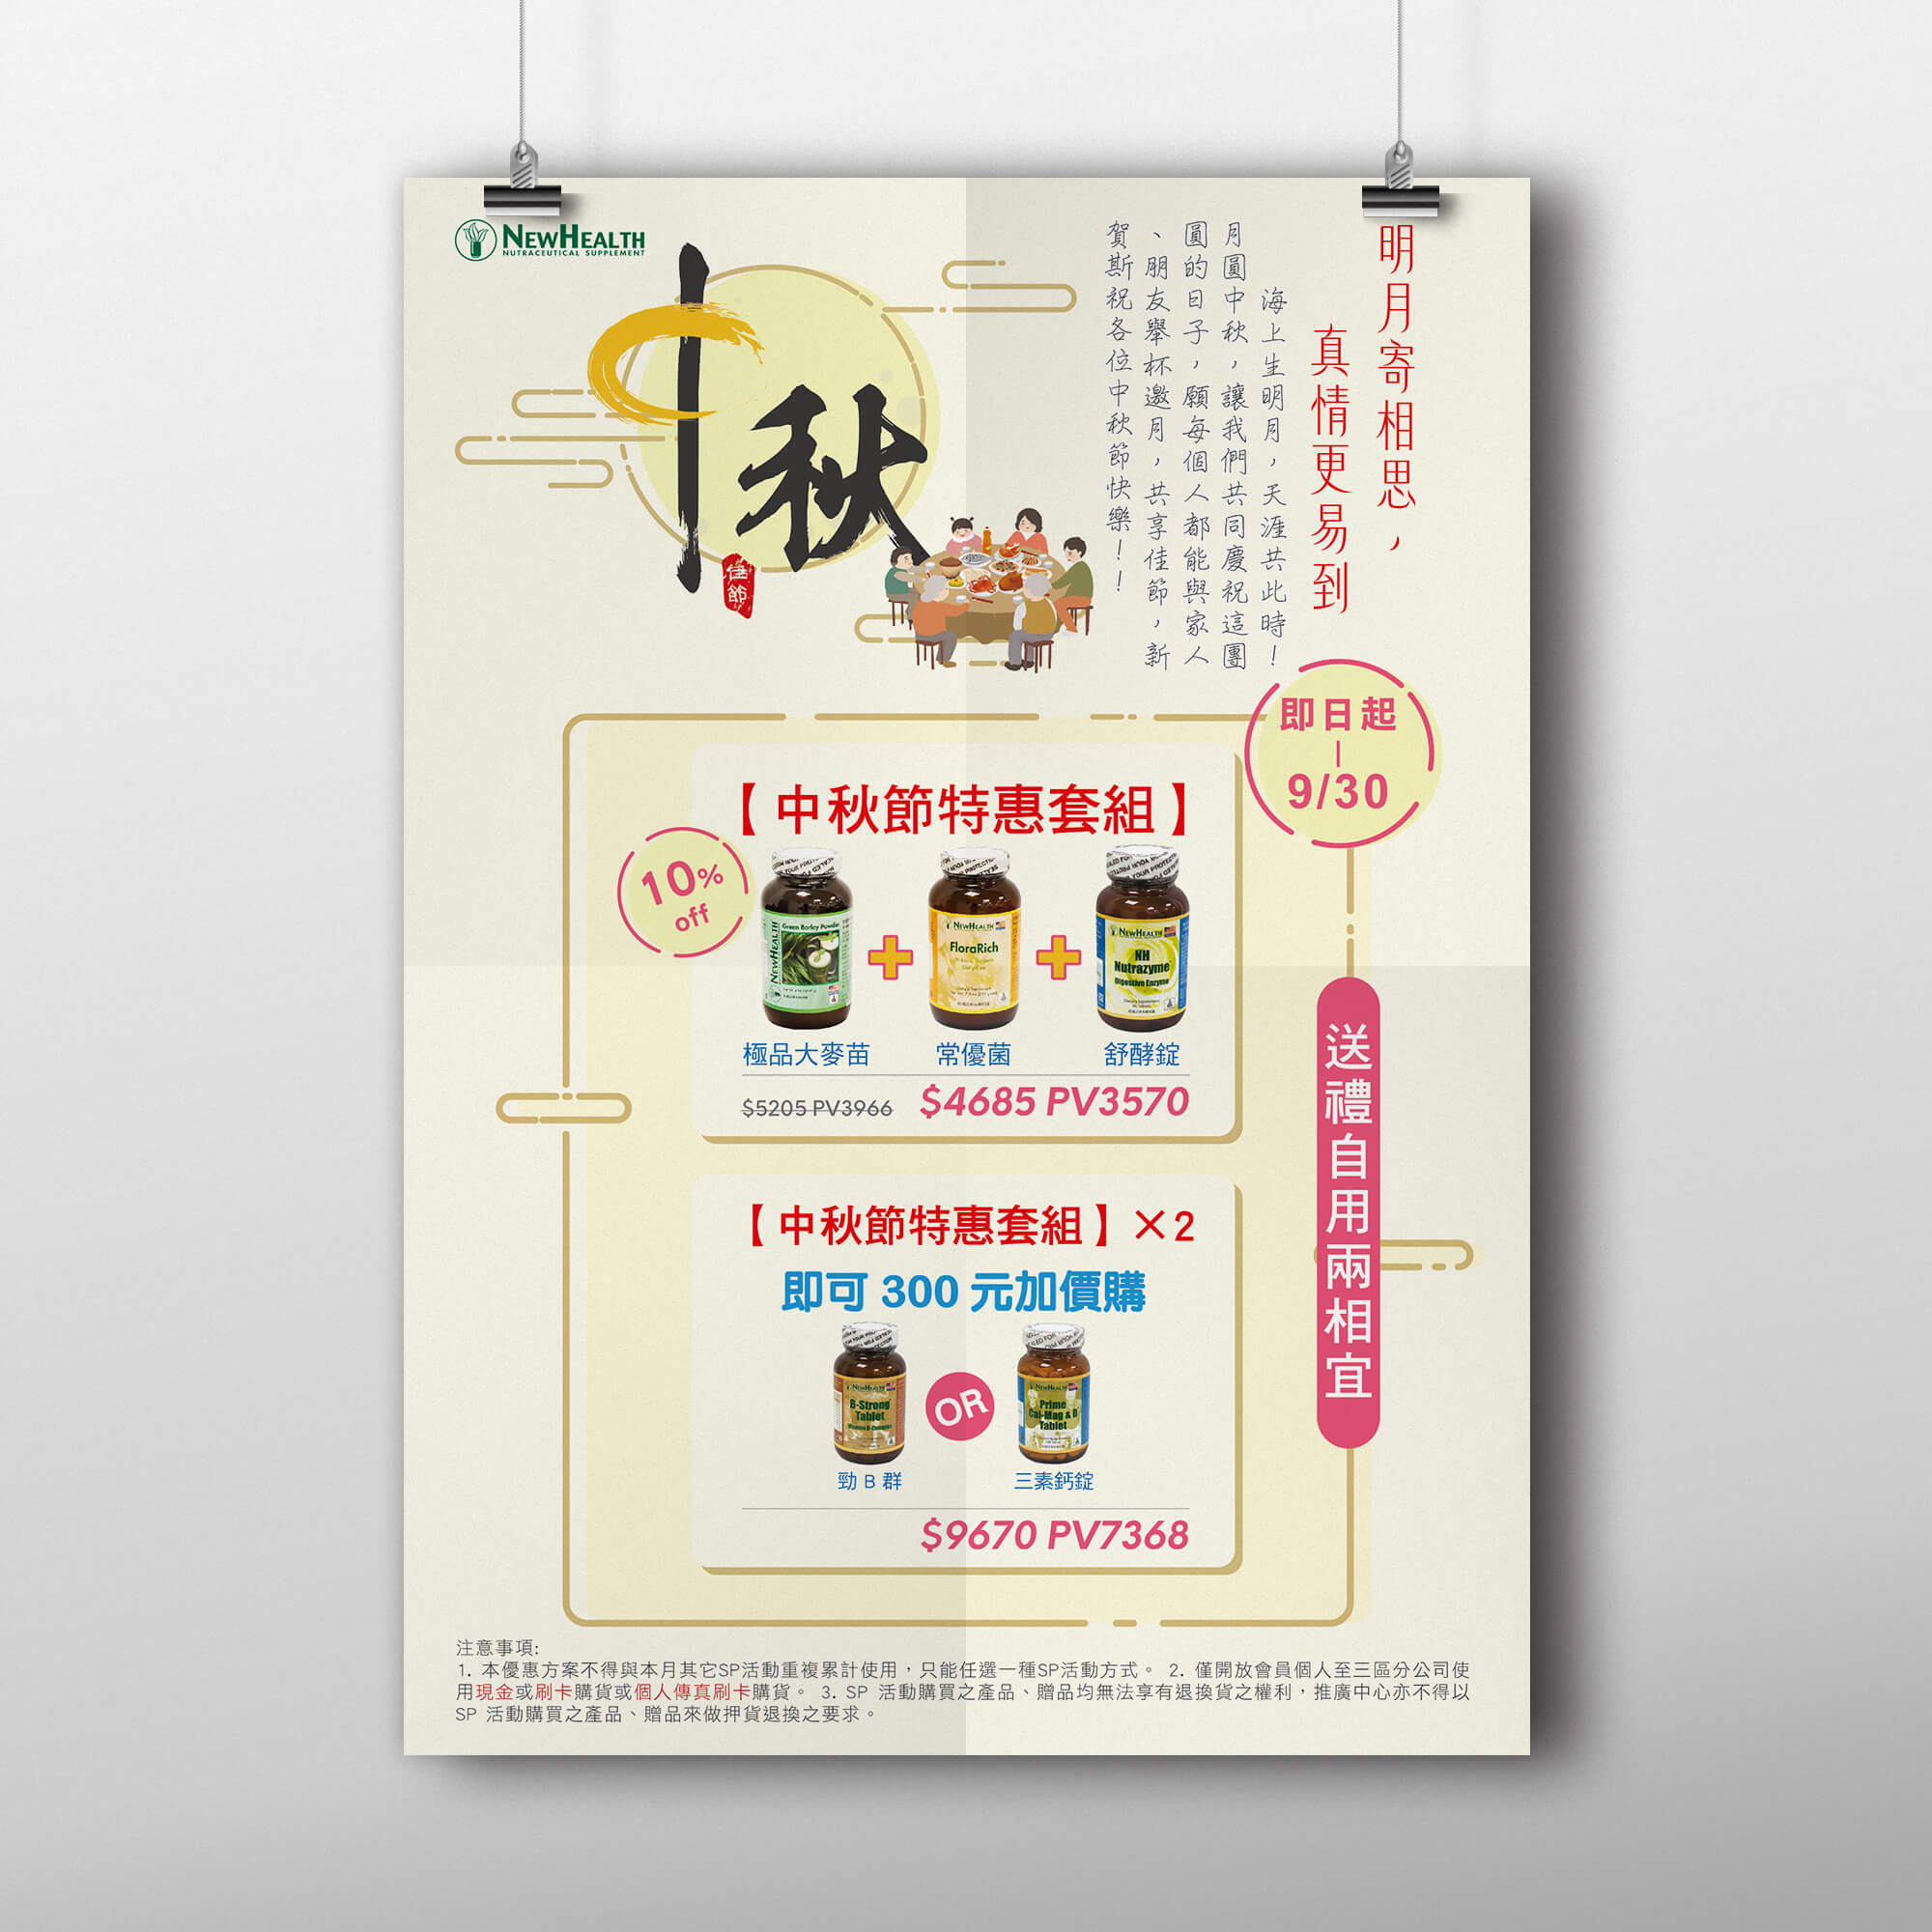 NEWHEALTH
NUTRACEUTICAL SUPPLEMENT
中秋
佳節
明月寄相思，
真情更易到
海上生明月，天涯共此時！
月圓中秋，讓我們共同慶祝這團
圓的日子，願每個人都能與家人
、朋友舉杯邀月，共享佳節，新
賀斯祝各位中秋節快樂！！
即日起
|
9/30
【中秋節特惠套組】
10%
off
NEWHEALTH
Green Barley Powder
NEWHEALTH
FloraRich
NEWHEALTH
NH
Nutrazyme
Digestive Enzyme
極品大麥苗
常優菌
舒酵錠
$5205 PV3966
$4685 PV3570
送禮自用兩相宜
【中秋節特惠套組】×2
即可 300 元加價購
NEWHEALTH
B-Strong
Tablet
Vitamin B-Complex
OR
NEWHEALTH
Prime
Cal-Mag & D
Tablet
勁 B 群
三素鈣錠
$9670 PV7368
注意事項:
1. 本優惠方案不得與本月其它SP活動重複累計使用，只能任選一種SP活動方式。 2. 僅開放會員個人至三區分公司使
用現金或刷卡購貨或個人傳真刷卡購貨。 3. SP 活動購買之產品、贈品均無法享有退換貨之權利，推廣中心亦不得以
SP 活動購買之產品、贈品來做押貨退換之要求。